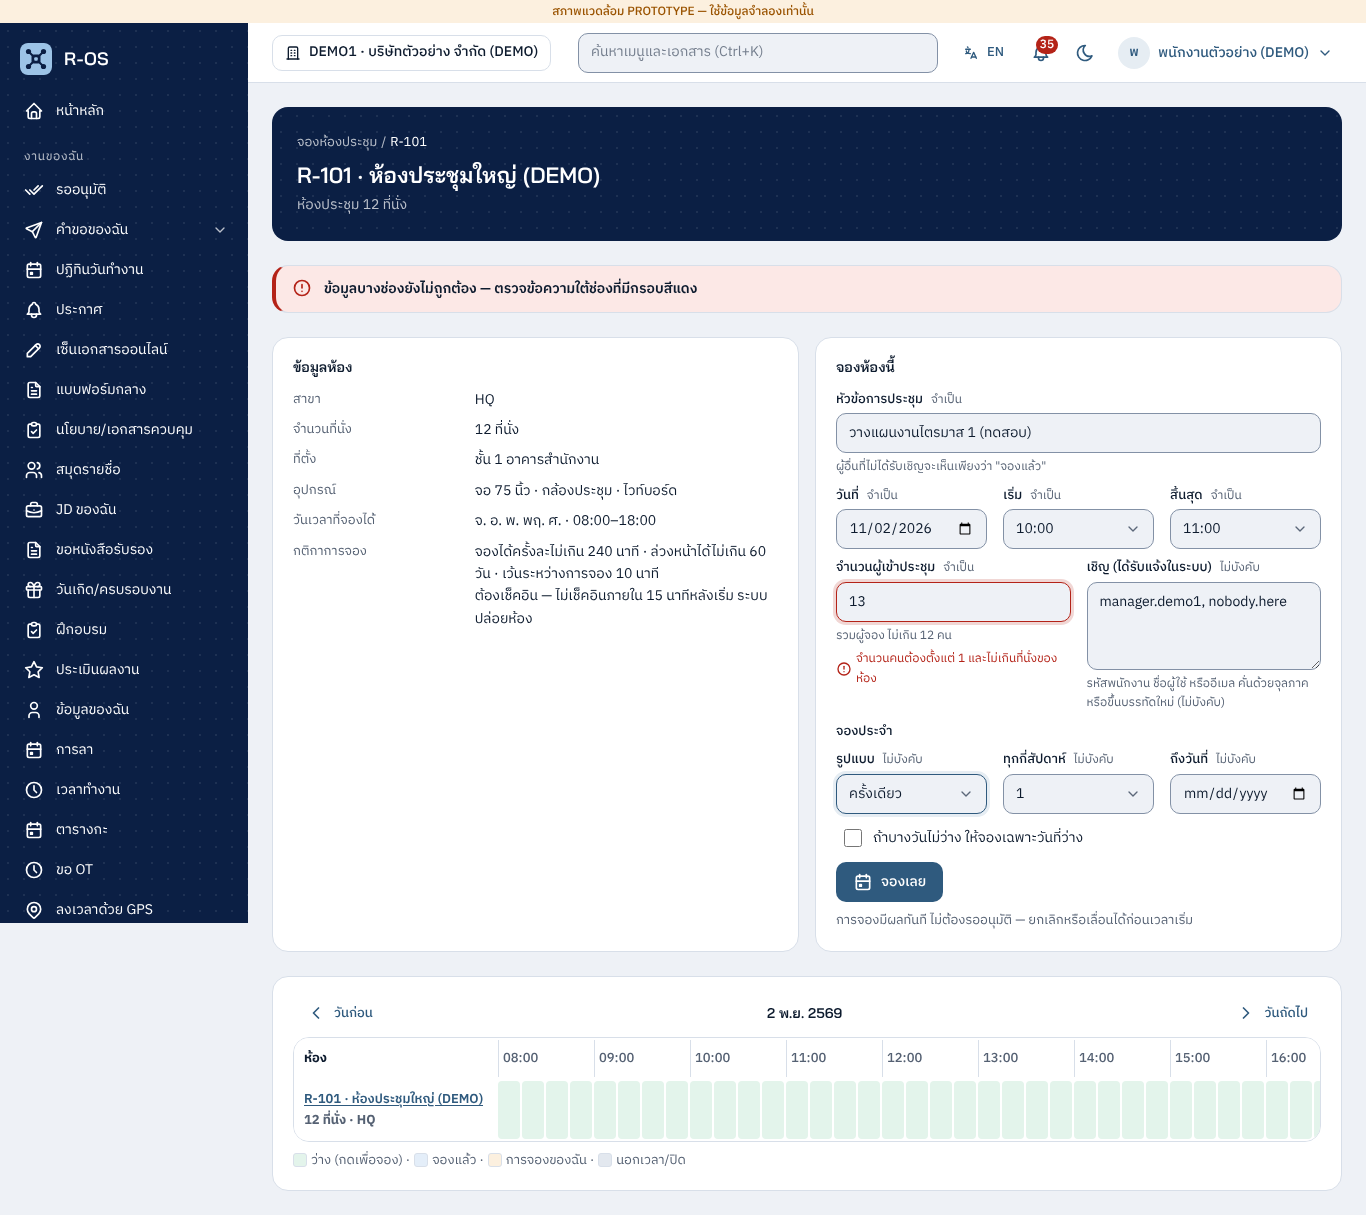 สภาพแวดล้อม PROTOTYPE — ใช้ข้อมูลจำลองเท่านั้น
R-OS
DEMO1 · บริษัทตัวอย่าง จำกัด (DEMO)
ค้นหาเมนูและเอกสาร (Ctrl+K)
EN
35
พ
พนักงานตัวอย่าง (DEMO)
หน้าหลัก
งานของฉัน
รออนุมัติ
คำขอของฉัน
ปฏิทินวันทำงาน
ประกาศ
เซ็นเอกสารออนไลน์
แบบฟอร์มกลาง
นโยบาย/เอกสารควบคุม
สมุดรายชื่อ
JD ของฉัน
ขอหนังสือรับรอง
วันเกิด/ครบรอบงาน
ฝึกอบรม
ประเมินผลงาน
ข้อมูลของฉัน
การลา
เวลาทำงาน
ตารางกะ
ขอ OT
ลงเวลาด้วย GPS
จองห้องประชุม / R-101
R-101 · ห้องประชุมใหญ่ (DEMO)
ห้องประชุม 12 ที่นั่ง
ข้อมูลบางช่องยังไม่ถูกต้อง — ตรวจข้อความใต้ช่องที่มีกรอบสีแดง
ข้อมูลห้อง
สาขา HQ
จำนวนที่นั่ง 12 ที่นั่ง
ที่ตั้ง ชั้น 1 อาคารสำนักงาน
อุปกรณ์ จอ 75 นิ้ว · กล้องประชุม · ไวท์บอร์ด
วันเวลาที่จองได้ จ. อ. พ. พฤ. ศ. · 08:00–18:00
กติกาการจอง จองได้ครั้งละไม่เกิน 240 นาที · ล่วงหน้าได้ไม่เกิน 60
วัน · เว้นระหว่างการจอง 10 นาที
ต้องเช็คอิน — ไม่เช็คอินภายใน 15 นาทีหลังเริ่ม ระบบ
ปล่อยห้อง
จองห้องนี้
หัวข้อการประชุม จำเป็น
วางแผนงานไตรมาส 1 (ทดสอบ)
ผู้อื่นที่ไม่ได้รับเชิญจะเห็นเพียงว่า "จองแล้ว"
วันที่ จำเป็น เริ่ม จำเป็น สิ้นสุด จำเป็น
11/02/2026 10:00 11:00
จำนวนผู้เข้าประชุม จำเป็น เชิญ (ได้รับแจ้งในระบบ) ไม่บังคับ
13 manager.demo1, nobody.here
รวมผู้จอง ไม่เกิน 12 คน
จำนวนคนต้องตั้งแต่ 1 และไม่เกินที่นั่งของ
ห้อง
รหัสพนักงาน ชื่อผู้ใช้ หรืออีเมล คั่นด้วยจุลภาค
หรือขึ้นบรรทัดใหม่ (ไม่บังคับ)
จองประจำ
รูปแบบ ไม่บังคับ ทุกกี่สัปดาห์ ไม่บังคับ ถึงวันที่ ไม่บังคับ
ครั้งเดียว 1 mm/dd/yyyy
ถ้าบางวันไม่ว่าง ให้จองเฉพาะวันที่ว่าง
จองเลย
การจองมีผลทันที ไม่ต้องรออนุมัติ — ยกเลิกหรือเลื่อนได้ก่อนเวลาเริ่ม
วันก่อน 2 พ.ย. 2569 วันถัดไป
ห้อง 08:00 09:00 10:00 11:00 12:00 13:00 14:00 15:00 16:00
R-101 · ห้องประชุมใหญ่ (DEMO)
12 ที่นั่ง · HQ
ว่าง (กดเพื่อจอง) · จองแล้ว · การจองของฉัน · นอกเวลา/ปิด